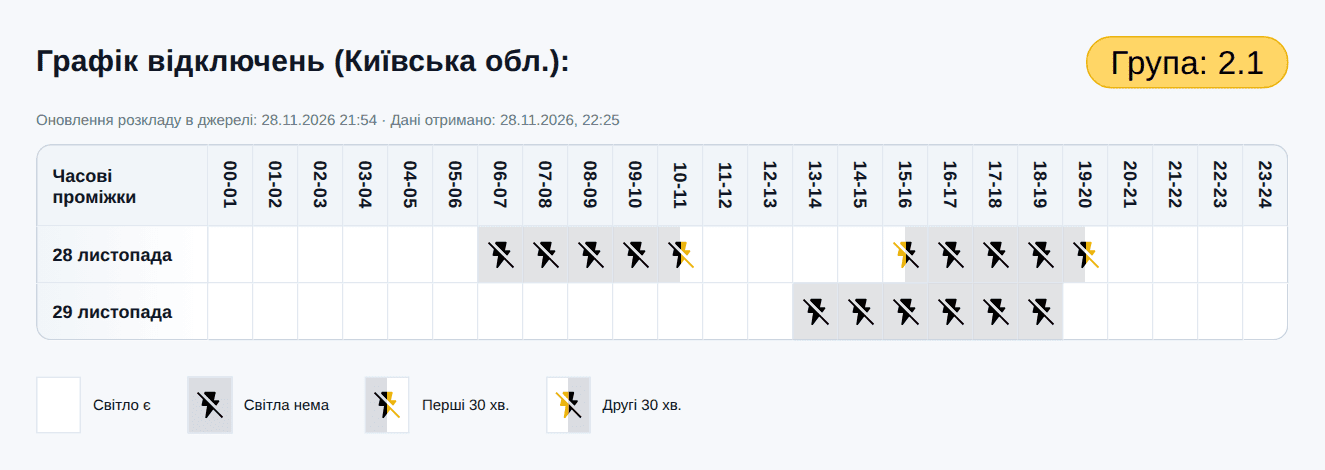 Графік відключень (Київська обл.):
Група: 2.1
Оновлення розкладу в джерелі: 28.11.2026 21:54 · Дані отримано: 28.11.2026, 22:25
Часові
проміжки
00-01 01-02 02-03 03-04 04-05 05-06 06-07 07-08 08-09 09-10 10-11 11-12 12-13 13-14 14-15 15-16 16-17 17-18 18-19 19-20 20-21 21-22 22-23 23-24
28 листопада
29 листопада
Світло є
Світла нема
Перші 30 хв.
Другі 30 хв.